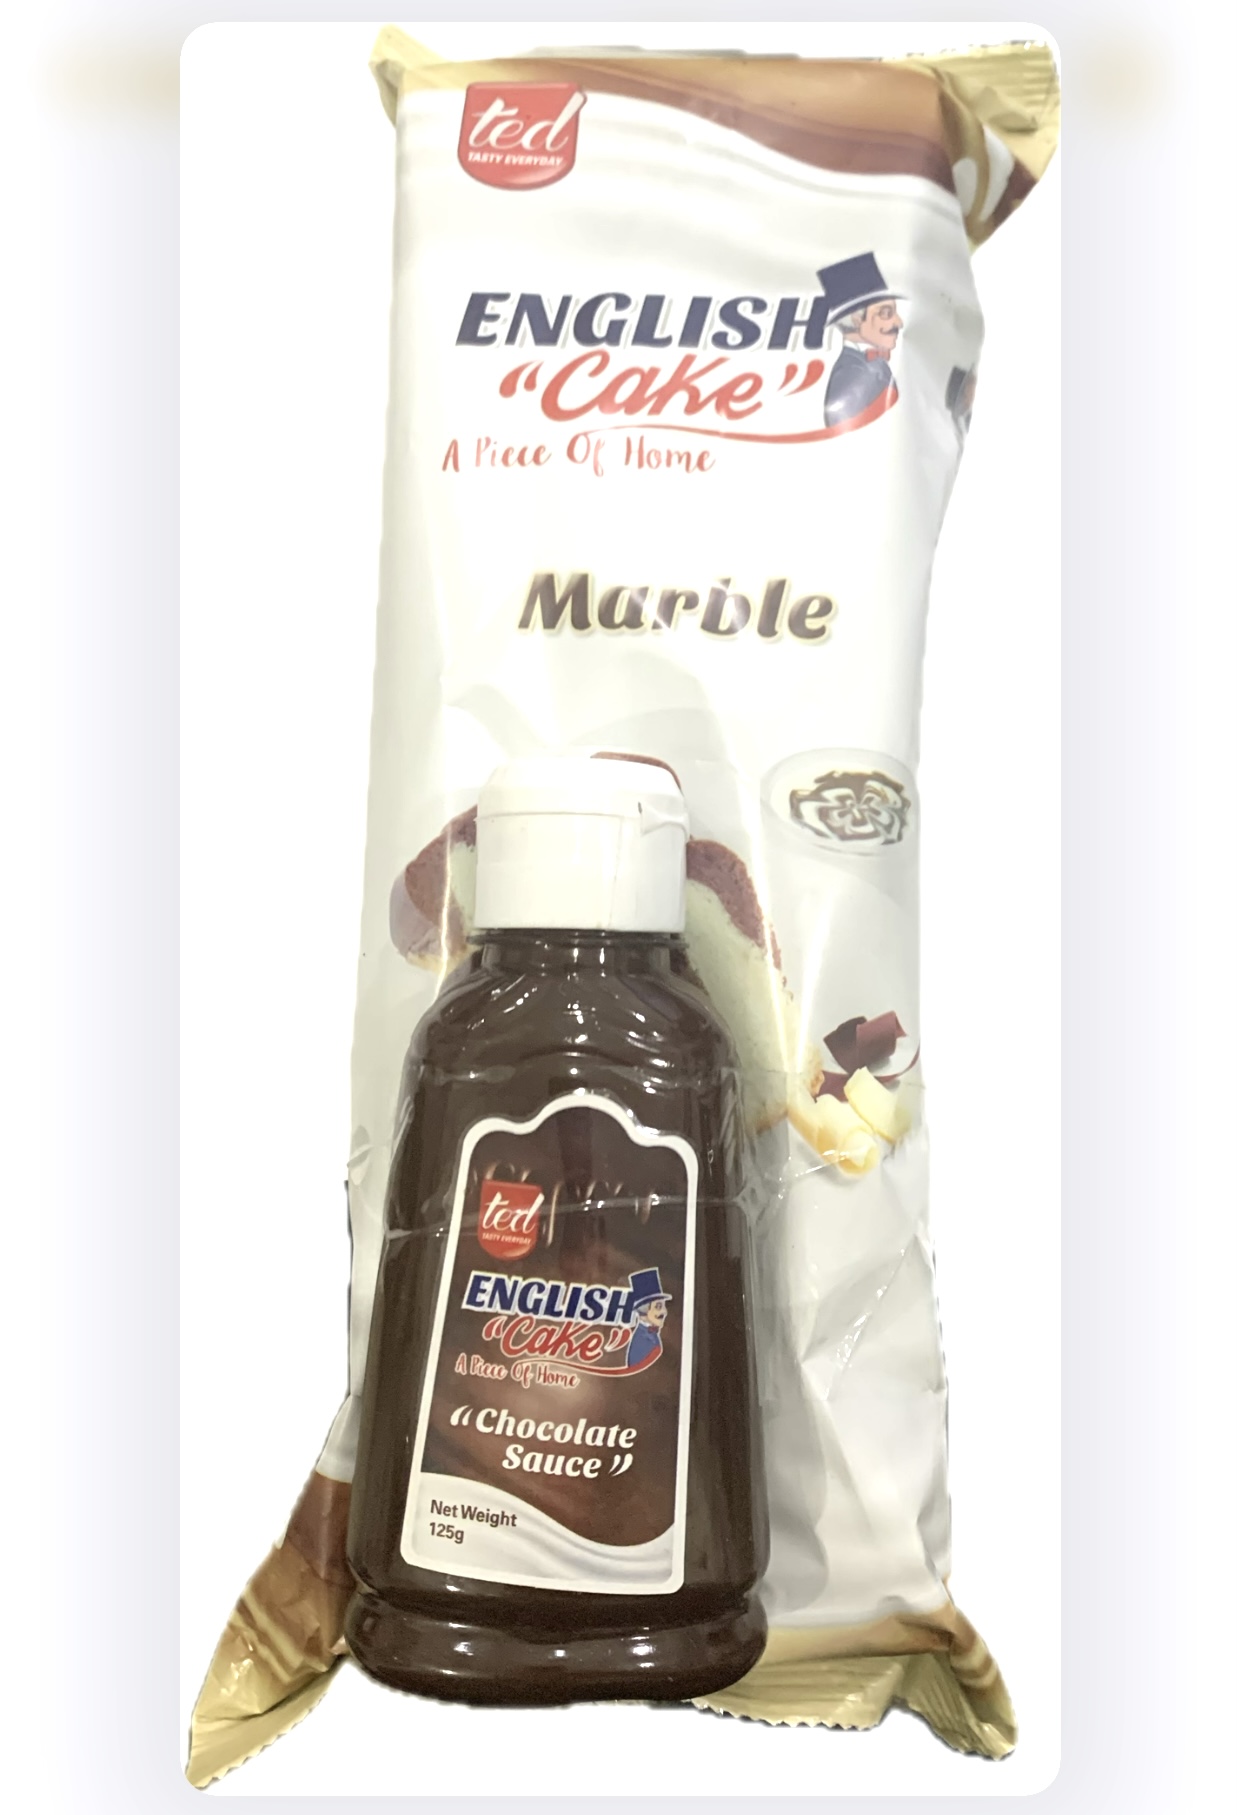 ted
TASTY EVERYDAY
ENGLISH
"Cake"
A Piece Of Home
Marble
ted
TASTY EVERYDAY
ENGLISH
"Cake"
A Piece Of Home
"Chocolate
Sauce"
Net Weight
125g